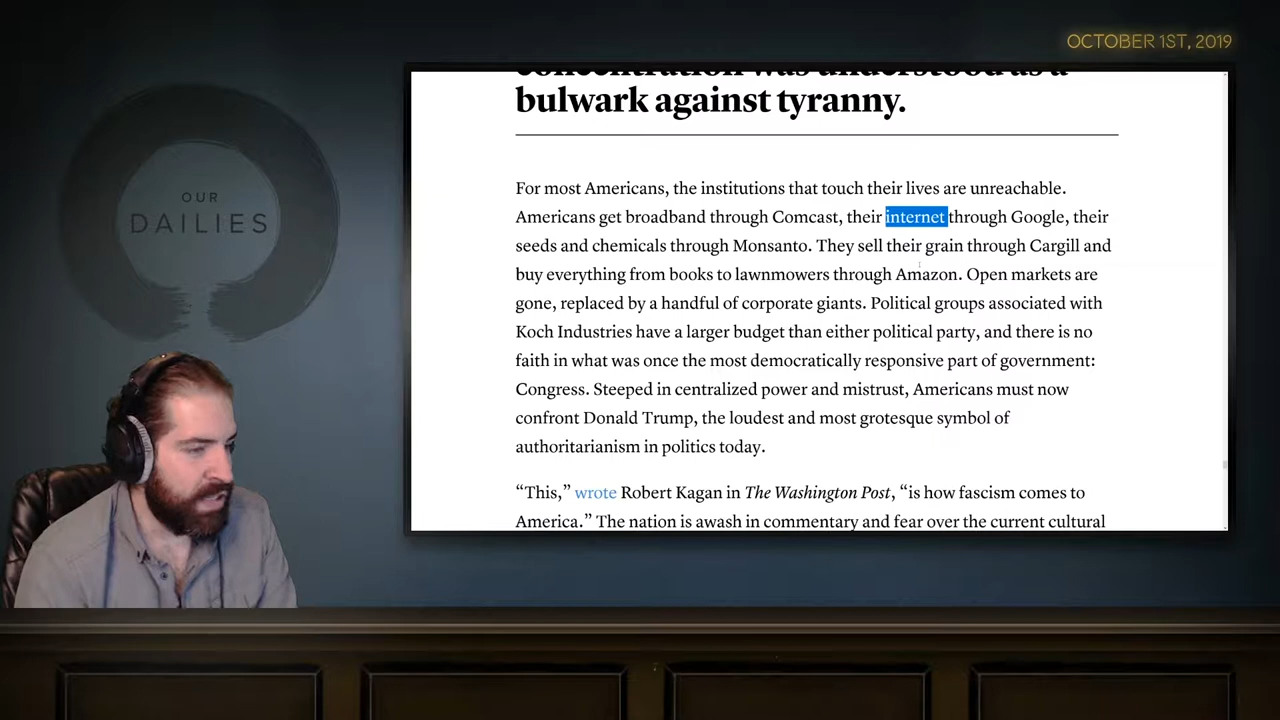 OCTOBER 1ST, 2019
OUR
DAILIES
concentration was understood as a
bulwark against tyranny.
For most Americans, the institutions that touch their lives are unreachable.
Americans get broadband through Comcast, their internet through Google, their
seeds and chemicals through Monsanto. They sell their grain through Cargill and
buy everything from books to lawnmowers through Amazon. Open markets are
gone, replaced by a handful of corporate giants. Political groups associated with
Koch Industries have a larger budget than either political party, and there is no
faith in what was once the most democratically responsive part of government:
Congress. Steeped in centralized power and mistrust, Americans must now
confront Donald Trump, the loudest and most grotesque symbol of
authoritarianism in politics today.
“This,” wrote Robert Kagan in The Washington Post, “is how fascism comes to
America.” The nation is awash in commentary and fear over the current cultural